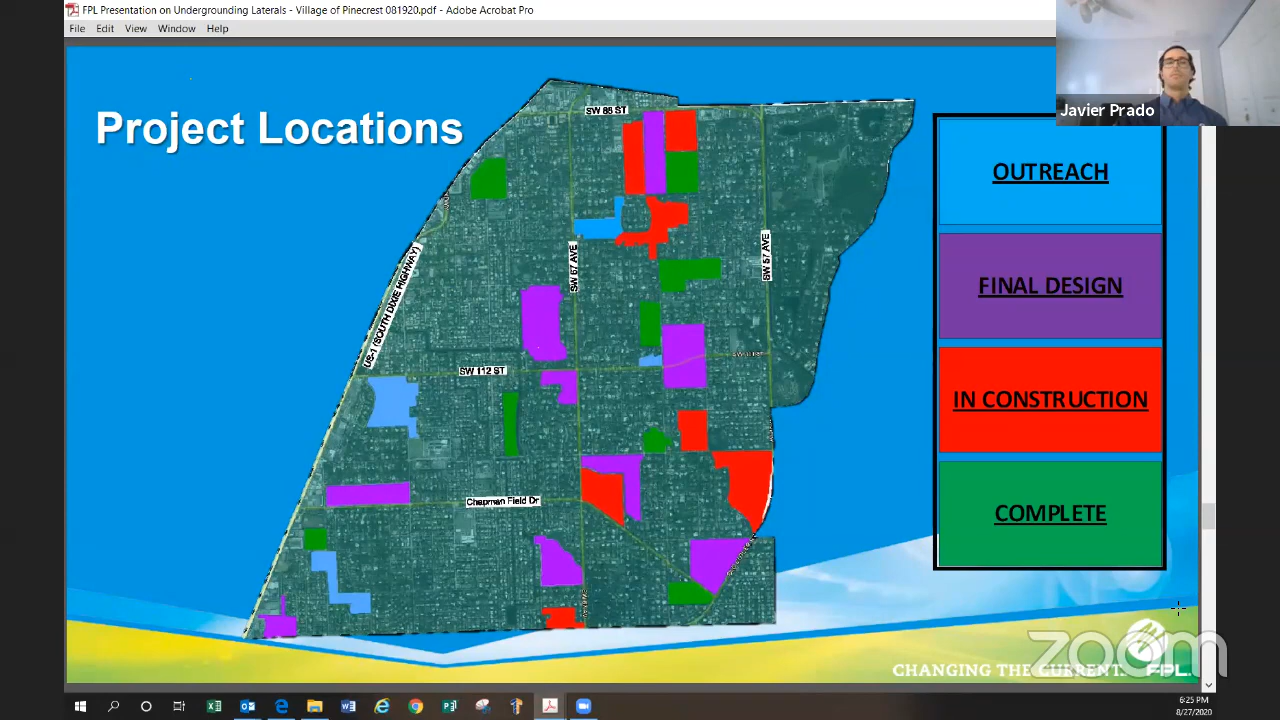 FPL Presentation on Undergrounding Laterals - Village of Pinecrest 081920.pdf - Adobe Acrobat Pro
File Edit View Window Help
Javier Prado
Project Locations
SW 88 ST
US-1 (SOUTH DIXIE HIGHWAY)
SW 67 AVE
SW 57 AVE
SW 112 ST
Chapman Field Dr
OUTREACH
FINAL DESIGN
IN CONSTRUCTION
COMPLETE
CHANGING THE CURRENT.
FPL.
zoom
6:25 PM
8/27/2020